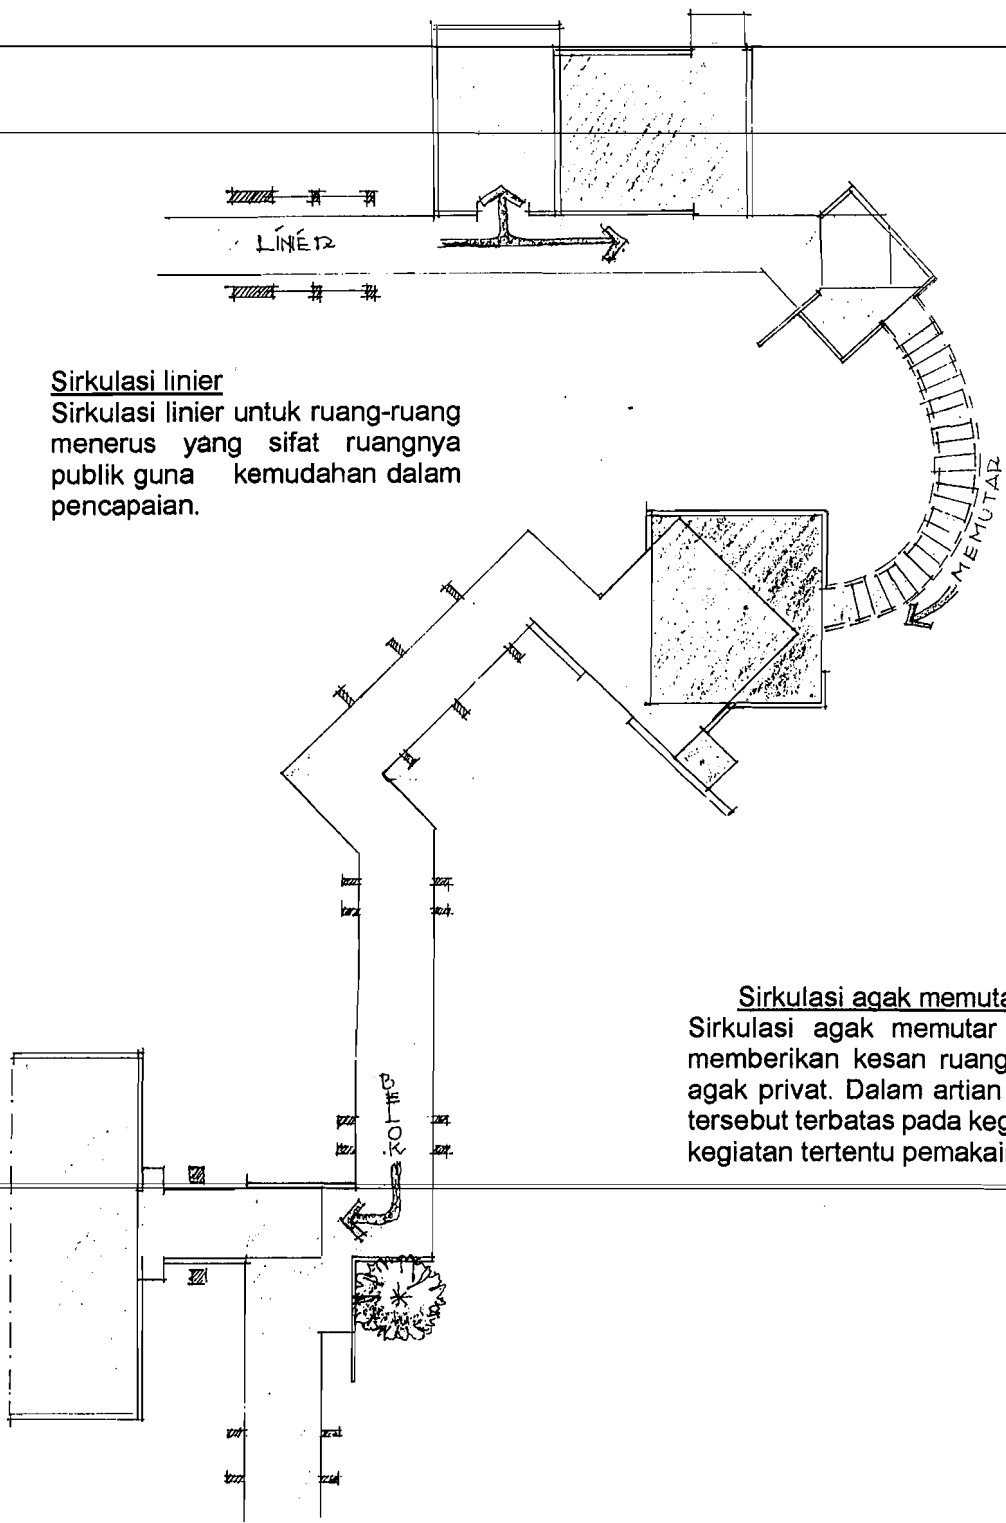 LINER
Sirkulasi linier
Sirkulasi linier untuk ruang-ruang
menerus yang sifat ruangnya
publik guna kemudahan dalam
pencapaian.
MEMUTAR
Sirkulasi agak memuta
Sirkulasi agak memutar
memberikan kesan ruang
agak privat. Dalam artian
tersebut terbatas pada keg
kegiatan tertentu pemakai
BELOK